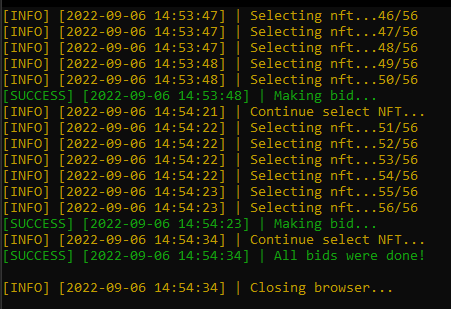 [INFO] [2022-09-06 14:53:47] | Selecting nft...46/56
[INFO] [2022-09-06 14:53:47] | Selecting nft...47/56
[INFO] [2022-09-06 14:53:47] | Selecting nft...48/56
[INFO] [2022-09-06 14:53:48] | Selecting nft...49/56
[INFO] [2022-09-06 14:53:48] | Selecting nft...50/56
[SUCCESS] [2022-09-06 14:53:48] | Making bid...
[INFO] [2022-09-06 14:54:21] | Continue select NFT...
[INFO] [2022-09-06 14:54:22] | Selecting nft...51/56
[INFO] [2022-09-06 14:54:22] | Selecting nft...52/56
[INFO] [2022-09-06 14:54:22] | Selecting nft...53/56
[INFO] [2022-09-06 14:54:22] | Selecting nft...54/56
[INFO] [2022-09-06 14:54:23] | Selecting nft...55/56
[INFO] [2022-09-06 14:54:23] | Selecting nft...56/56
[SUCCESS] [2022-09-06 14:54:23] | Making bid...
[INFO] [2022-09-06 14:54:34] | Continue select NFT...
[SUCCESS] [2022-09-06 14:54:34] | All bids were done!
[INFO] [2022-09-06 14:54:34] | Closing browser...